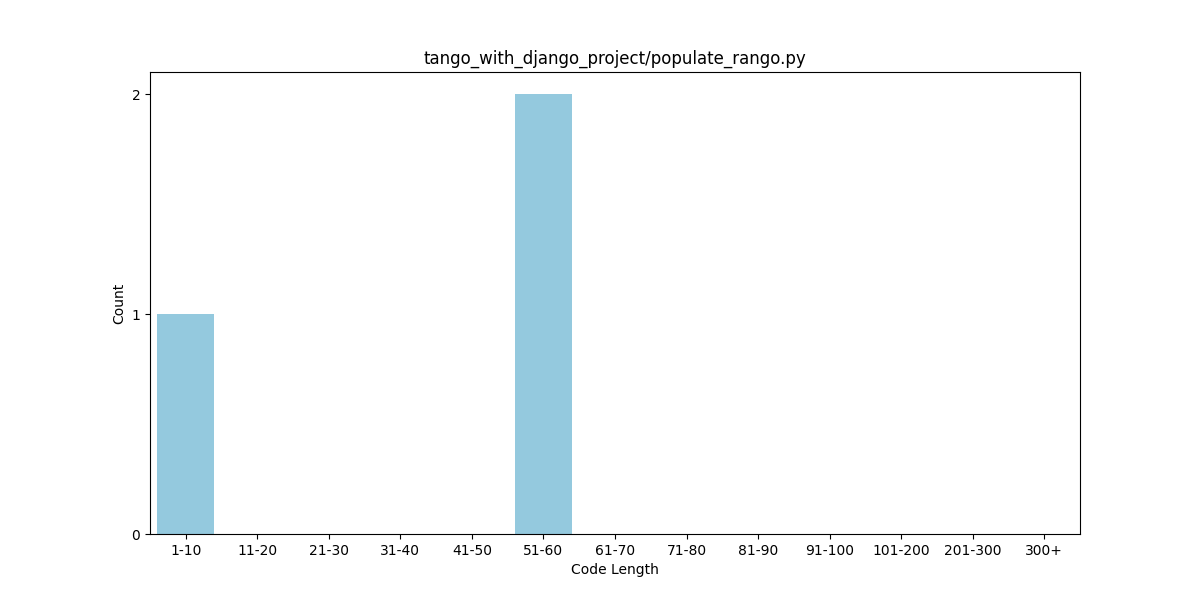 tango_with_django_project/populate_rango.py
2
1
0
Count
1-10 11-20 21-30 31-40 41-50 51-60 61-70 71-80 81-90 91-100 101-200 201-300 300+
Code Length